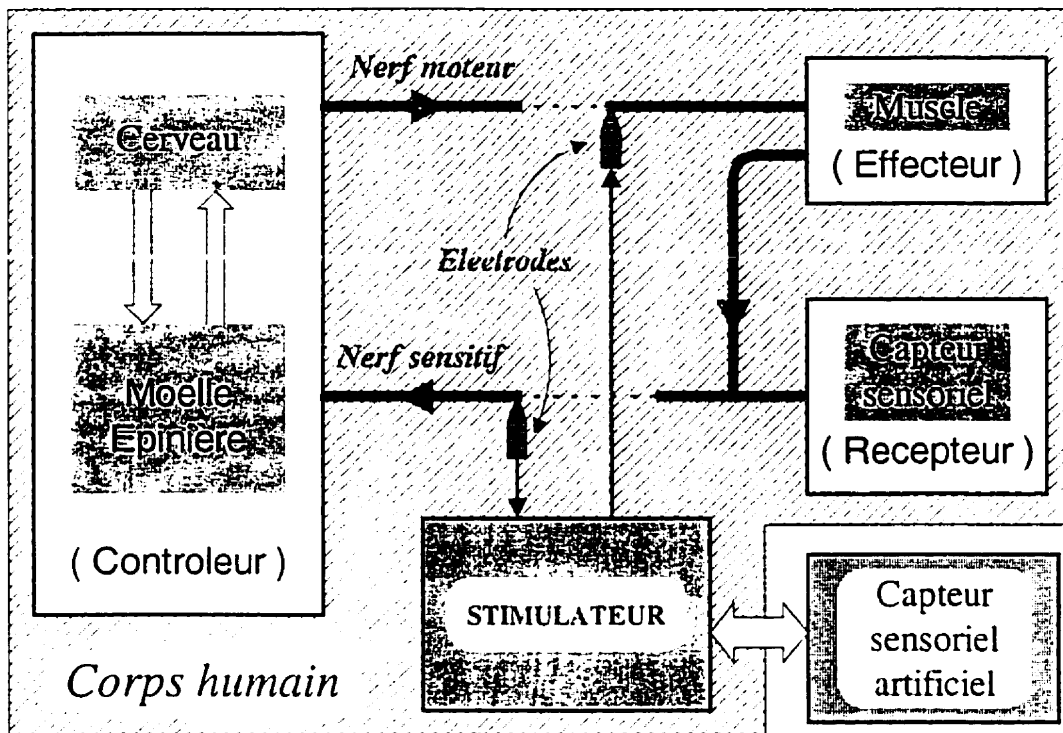 Nerf moteur
Cerveau
Muscle
( Effecteur )
Electrodes
Nerf sensitif
Moelle
Epiniere
Capteur
sensoriel
( Recepteur )
( Controleur )
STIMULATEUR
Capteur
sensoriel
artificiel
Corps humain